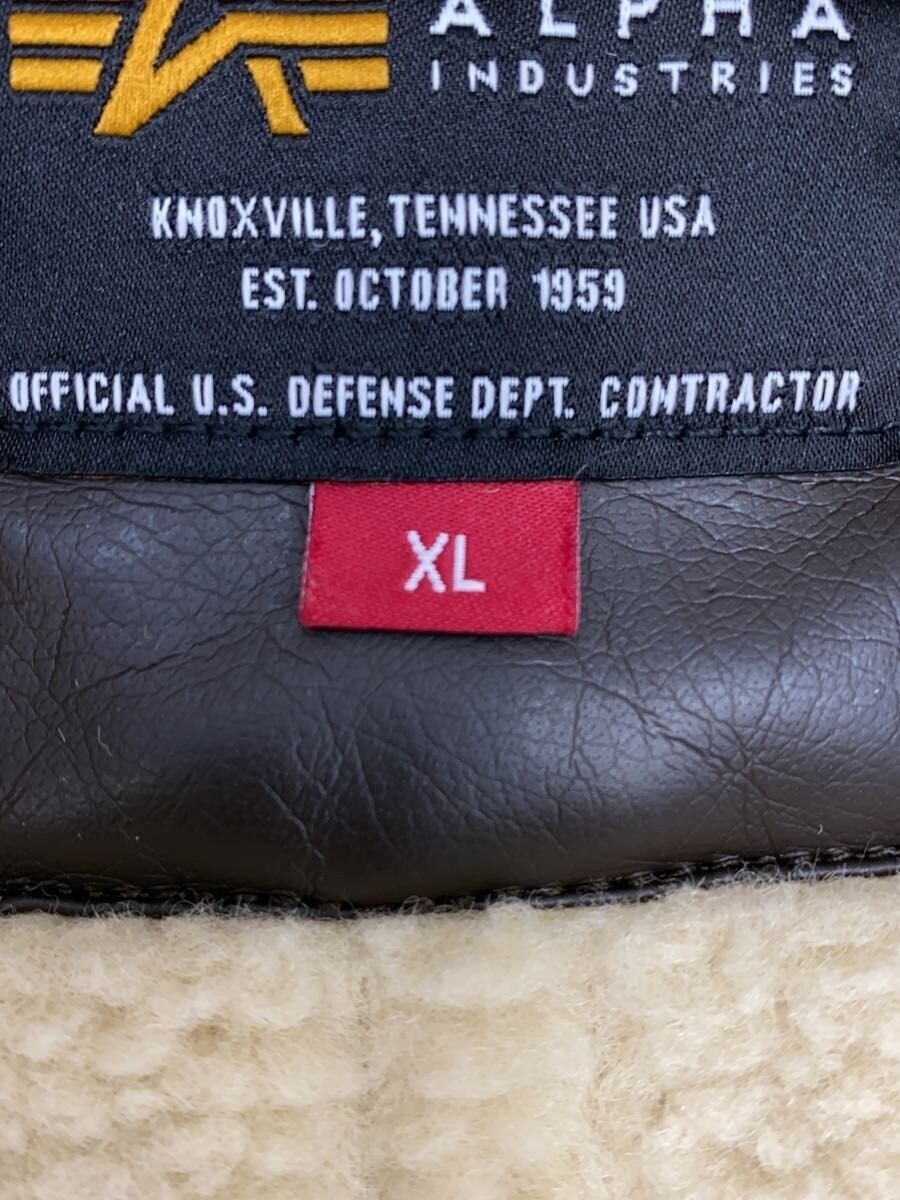 ALPHA
INDUSTRIES
KNOXVILLE, TENNESSEE USA
EST. OCTOBER 1959
OFFICIAL U.S. DEFENSE DEPT. CONTRACTOR
XL